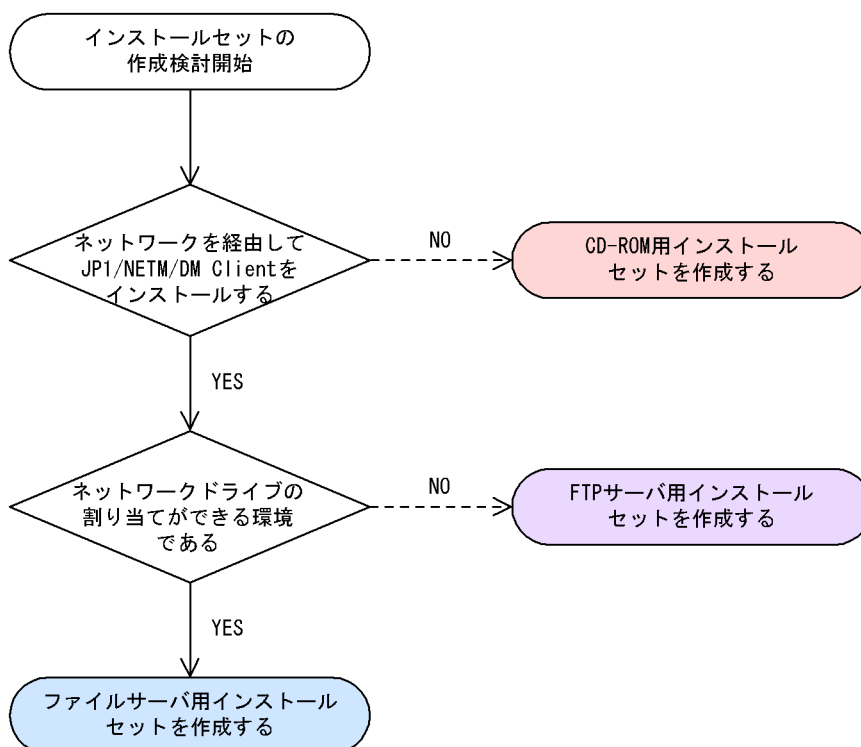 インストールセットの
作成検討開始
ネットワークを経由して
JP1/NETM/DM Clientを
インストールする
NO
CD-ROM用インストール
セットを作成する
YES
ネットワークドライブの
割り当てができる環境
である
NO
FTPサーバ用インストール
セットを作成する
YES
ファイルサーバ用インストール
セットを作成する